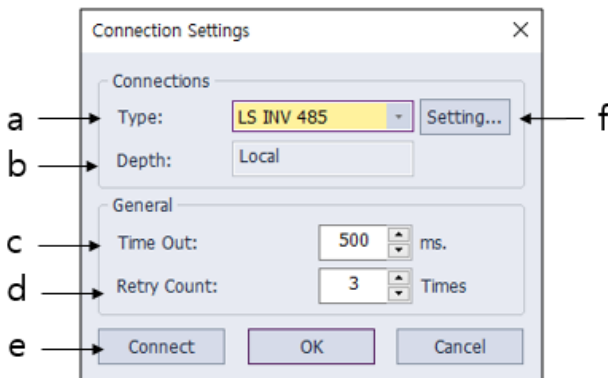 Connection Settings
Connections
a Type: LS INV 485 Setting... f
b Depth: Local
General
c Time Out: 500 ms.
d Retry Count: 3 Times
e Connect OK Cancel